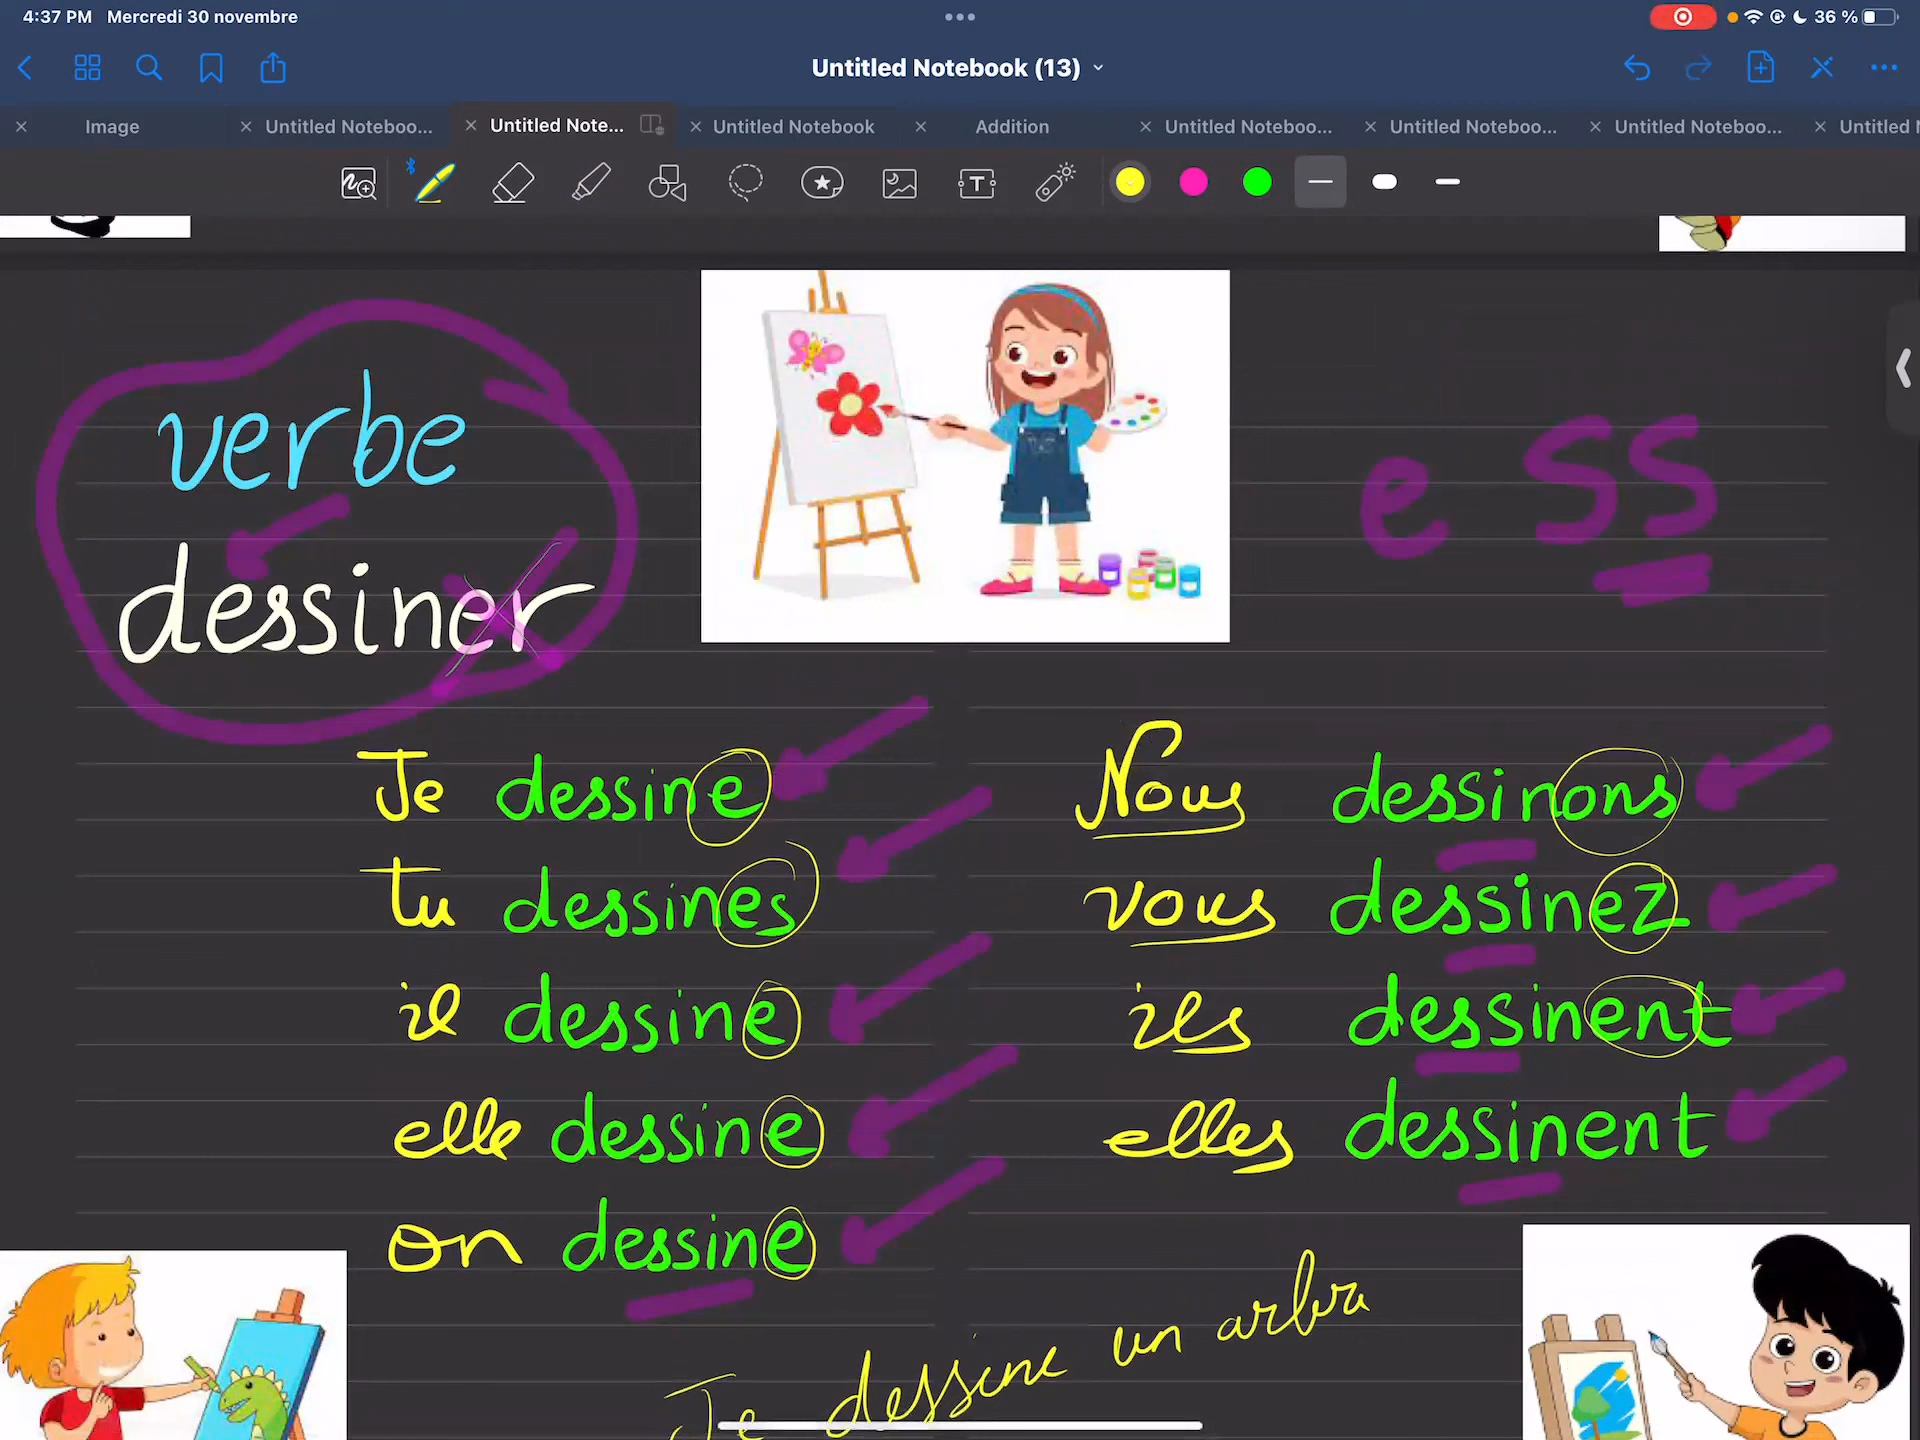 4:37 PM Mercredi 30 novembre
36 %
Untitled Notebook (13)
Image
Untitled Noteboo...
Untitled Note...
Untitled Notebook
Addition
Untitled Noteboo...
Untitled Noteboo...
Untitled Noteboo...
Untitled
verbe
dessiner
e ss
Je dessine
tu dessines
il dessine
elle dessine
on dessine
Nous dessinons
vous dessinez
ils dessinent
elles dessinent
Je dessine un arbre